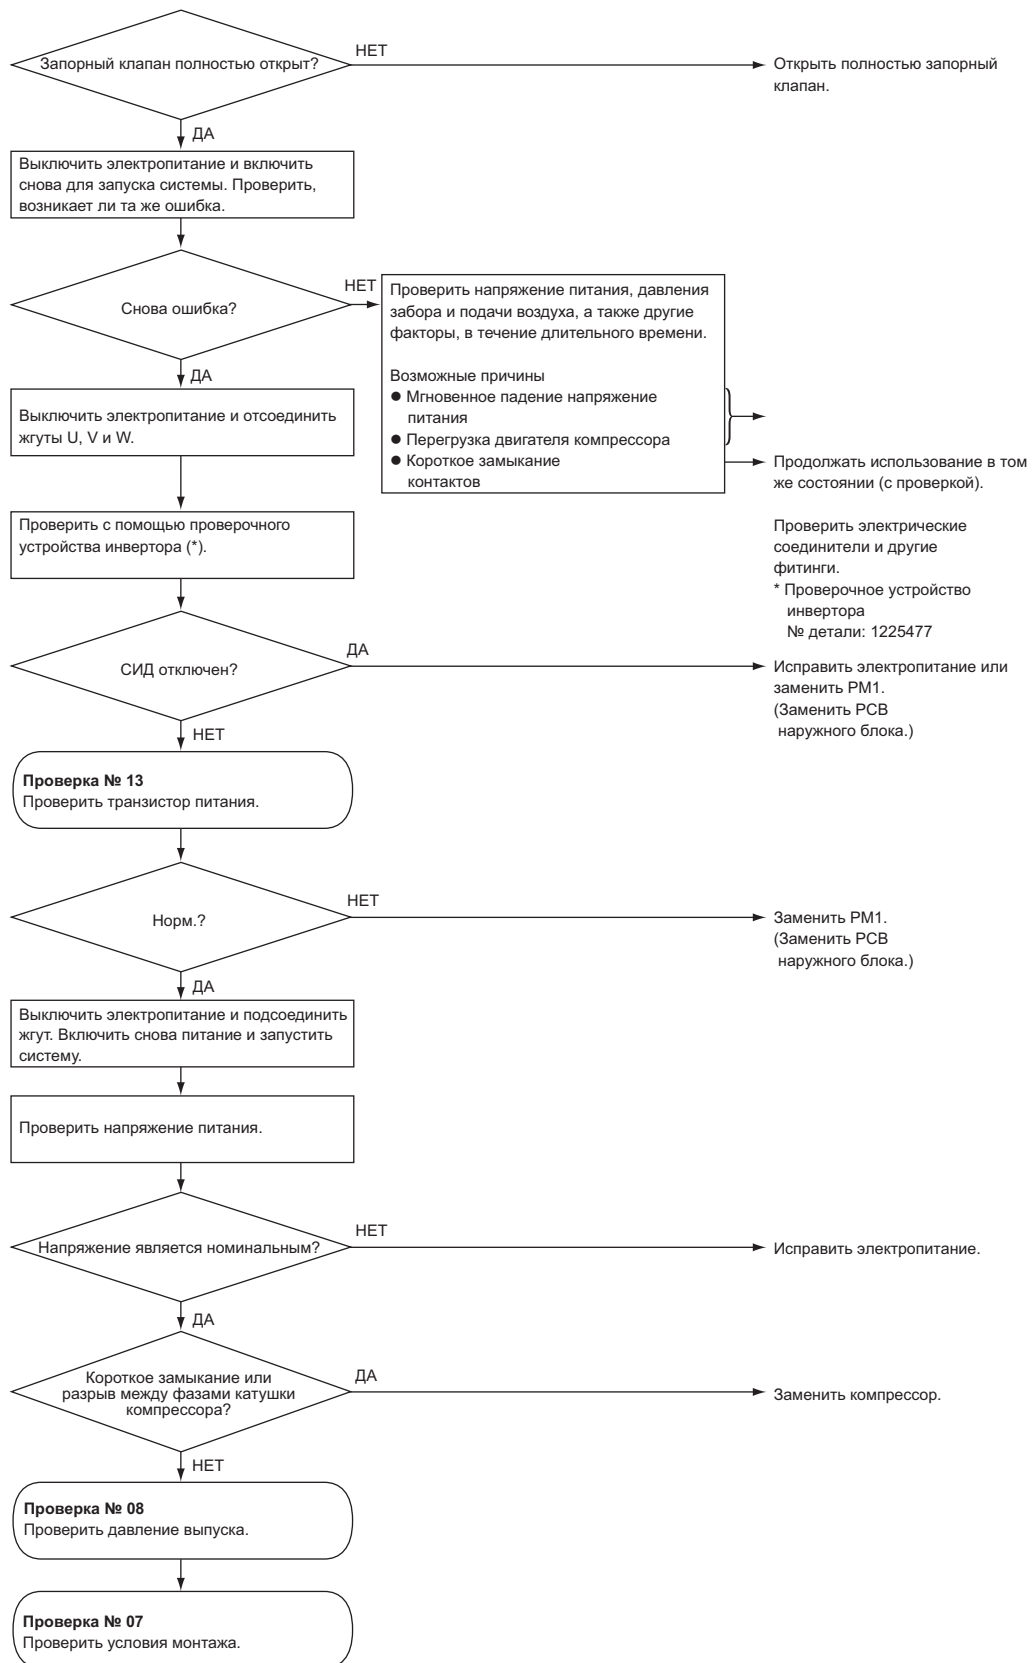 Запорный клапан полностью открыт?
НЕТ
Открыть полностью запорный
клапан.
ДА
Выключить электропитание и включить
снова для запуска системы. Проверить,
возникает ли та же ошибка.
Снова ошибка?
НЕТ
Проверить напряжение питания, давления
забора и подачи воздуха, а также другие
факторы, в течение длительного времени.
Возможные причины
● Мгновенное падение напряжение
питания
● Перегрузка двигателя компрессора
● Короткое замыкание
контактов
Продолжать использование в том
же состоянии (с проверкой).
Проверить электрические
соединители и другие
фитинги.
* Проверочное устройство
инвертора
№ детали: 1225477
ДА
Выключить электропитание и отсоединить
жгуты U, V и W.
Проверить с помощью проверочного
устройства инвертора (*).
СИД отключен?
ДА
Исправить электропитание или
заменить PM1.
(Заменить PCB
наружного блока.)
НЕТ
Проверка № 13
Проверить транзистор питания.
Норм.?
НЕТ
Заменить PM1.
(Заменить PCB
наружного блока.)
ДА
Выключить электропитание и подсоединить
жгут. Включить снова питание и запустить
систему.
Проверить напряжение питания.
Напряжение является номинальным?
НЕТ
Исправить электропитание.
ДА
Короткое замыкание или
разрыв между фазами катушки
компрессора?
ДА
Заменить компрессор.
НЕТ
Проверка № 08
Проверить давление выпуска.
Проверка № 07
Проверить условия монтажа.